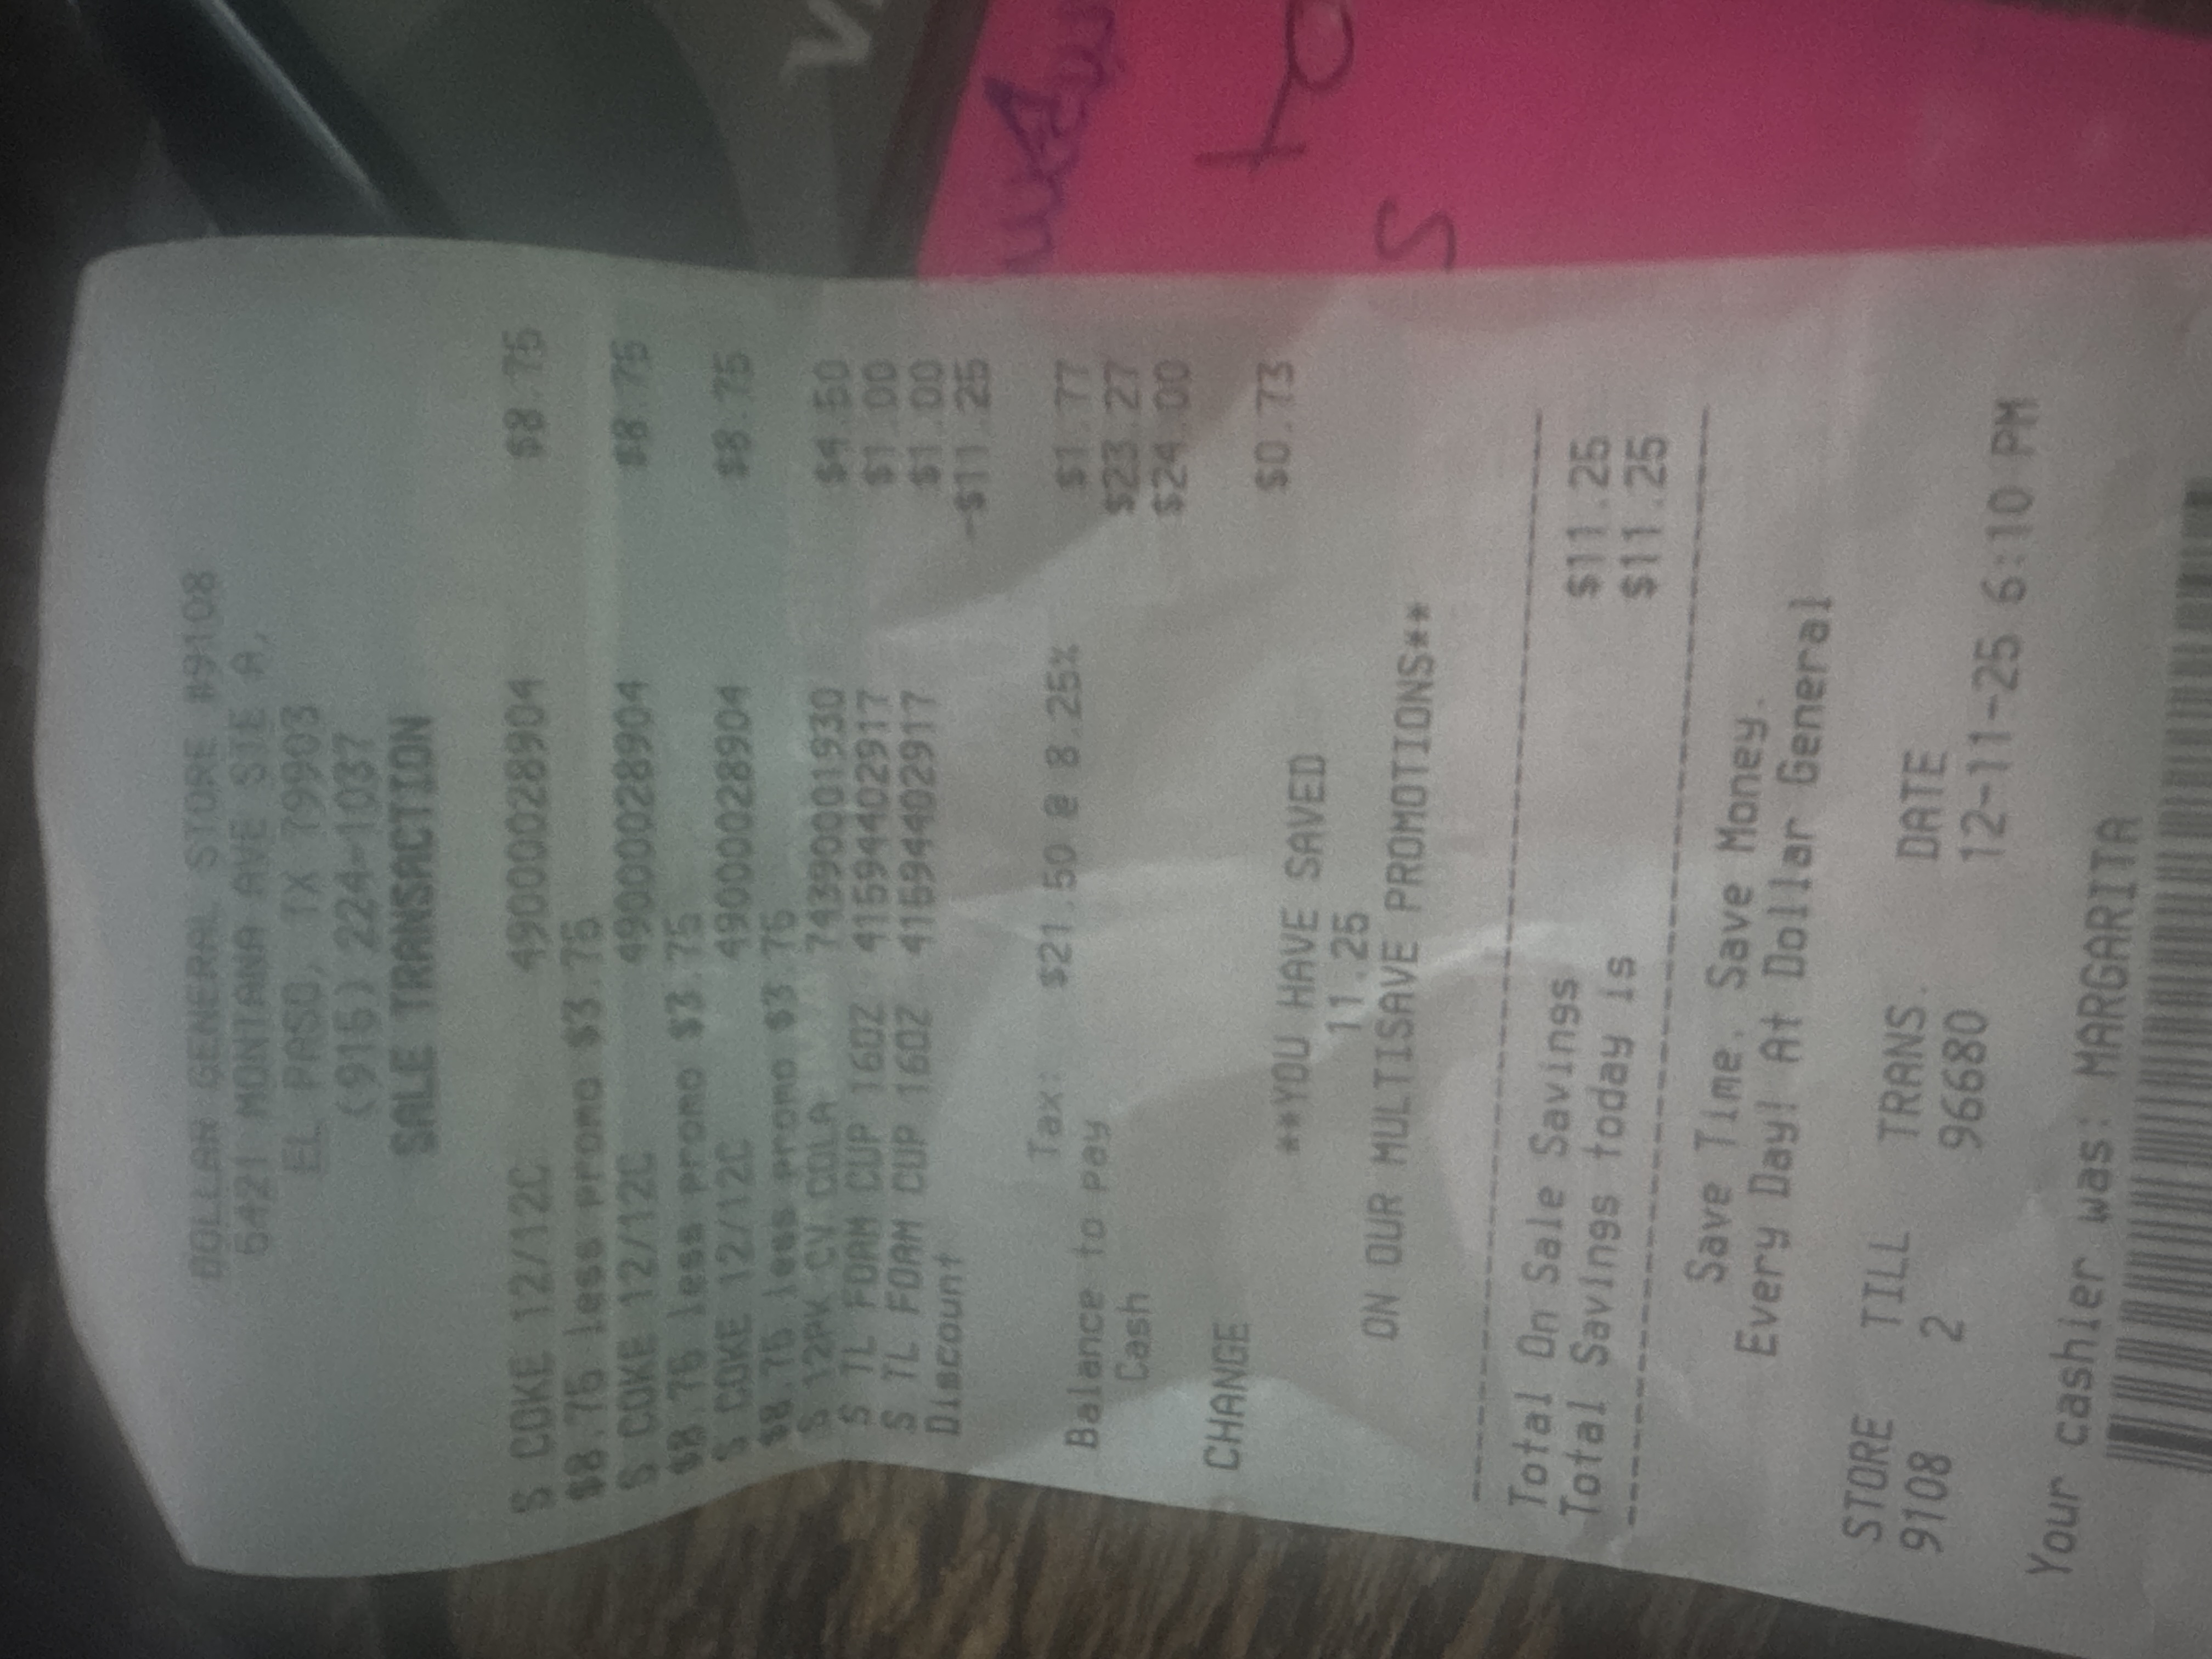 DOLLAR GENERAL STORE #9108
5421 MONTANA AVE STE A,
EL PASO, TX 79903
(915) 224-1037
SALE TRANSACTION
S COKE 12/12C 49000028904 $8.75
$8.75 less promo $3.75
S COKE 12/12C 49000028904 $8.75
$8.75 less promo $3.75
S COKE 12/12C 49000028904 $8.75
$8.75 less promo $3.75
S 12PK CV COLA 74390001930 $4.50
S TL FOAM CUP 16OZ 41594402917 $1.00
S TL FOAM CUP 16OZ 41594402917 $1.00
Discount -$11.25
Tax: $21.50 @ 8.25% $1.77
Balance to pay $23.27
Cash $24.00
CHANGE $0.73
**YOU HAVE SAVED
11.25
ON OUR MULTISAVE PROMOTIONS**
Total On Sale Savings $11.25
Total Savings today is $11.25
Save Time. Save Money.
Every Day! At Dollar General
STORE TILL TRANS. DATE
9108 2 96680 12-11-25 6:10 PM
Your cashier was: MARGARITA